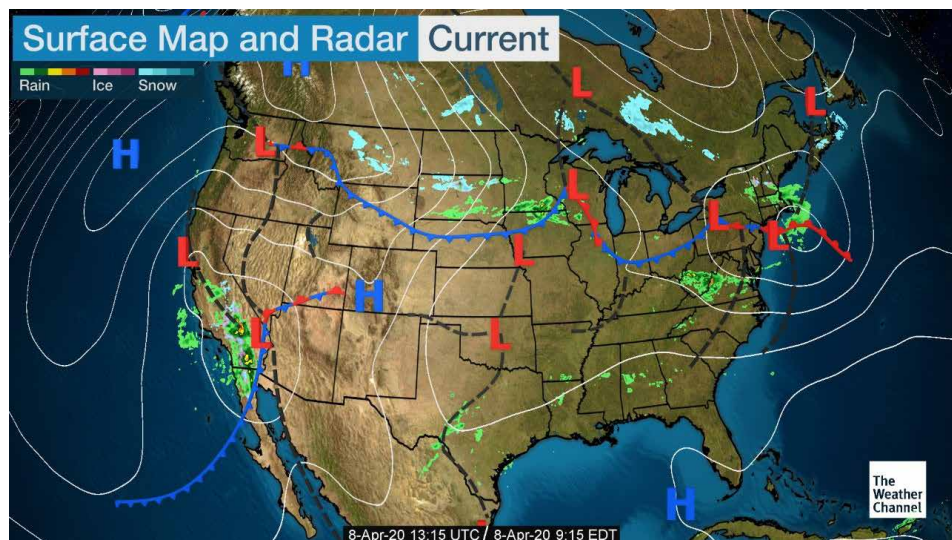 Surface Map and Radar Current
Rain Ice Snow
H
L
L
H
L
L
L
L
L
L
L
H
L
L
H
The
Weather
Channel
8-Apr-20 13:15 UTC / 8-Apr-20 9:15 EDT